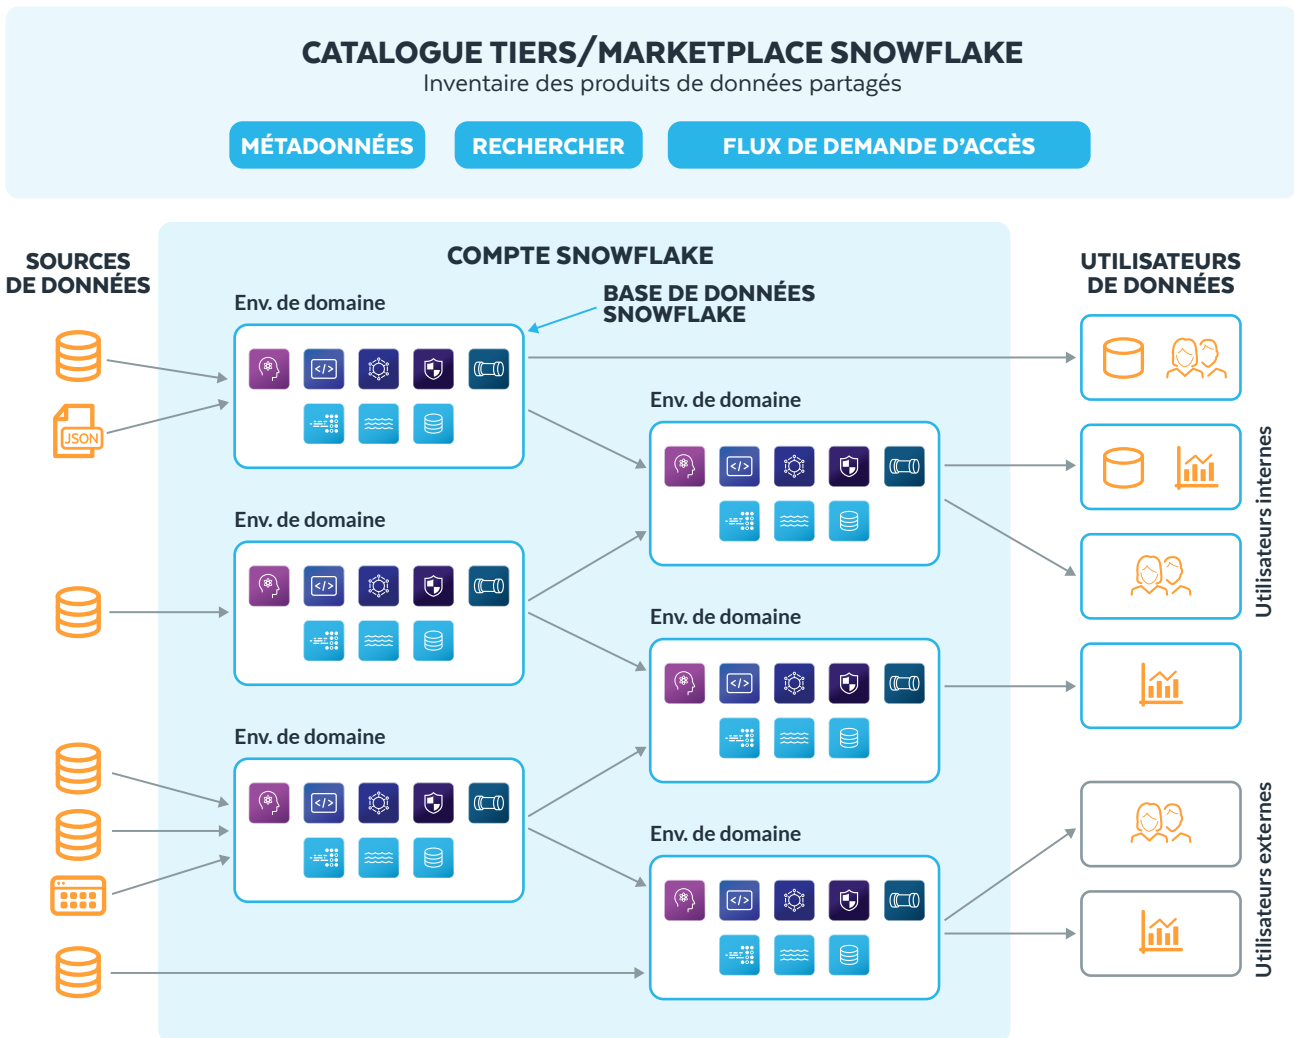 CATALOGUE TIERS/MARKETPLACE SNOWFLAKE
Inventaire des produits de données partagés
MÉTADONNÉES
RECHERCHER
FLUX DE DEMANDE D’ACCÈS
SOURCES
DE DONNÉES
COMPTE SNOWFLAKE
UTILISATEURS
DE DONNÉES
Env. de domaine
BASE DE DONNÉES
SNOWFLAKE
</>
JSON
Env. de domaine
</>
Env. de domaine
</>
Env. de domaine
</>
Env. de domaine
</>
Env. de domaine
</>
Utilisateurs internes
Utilisateurs externes